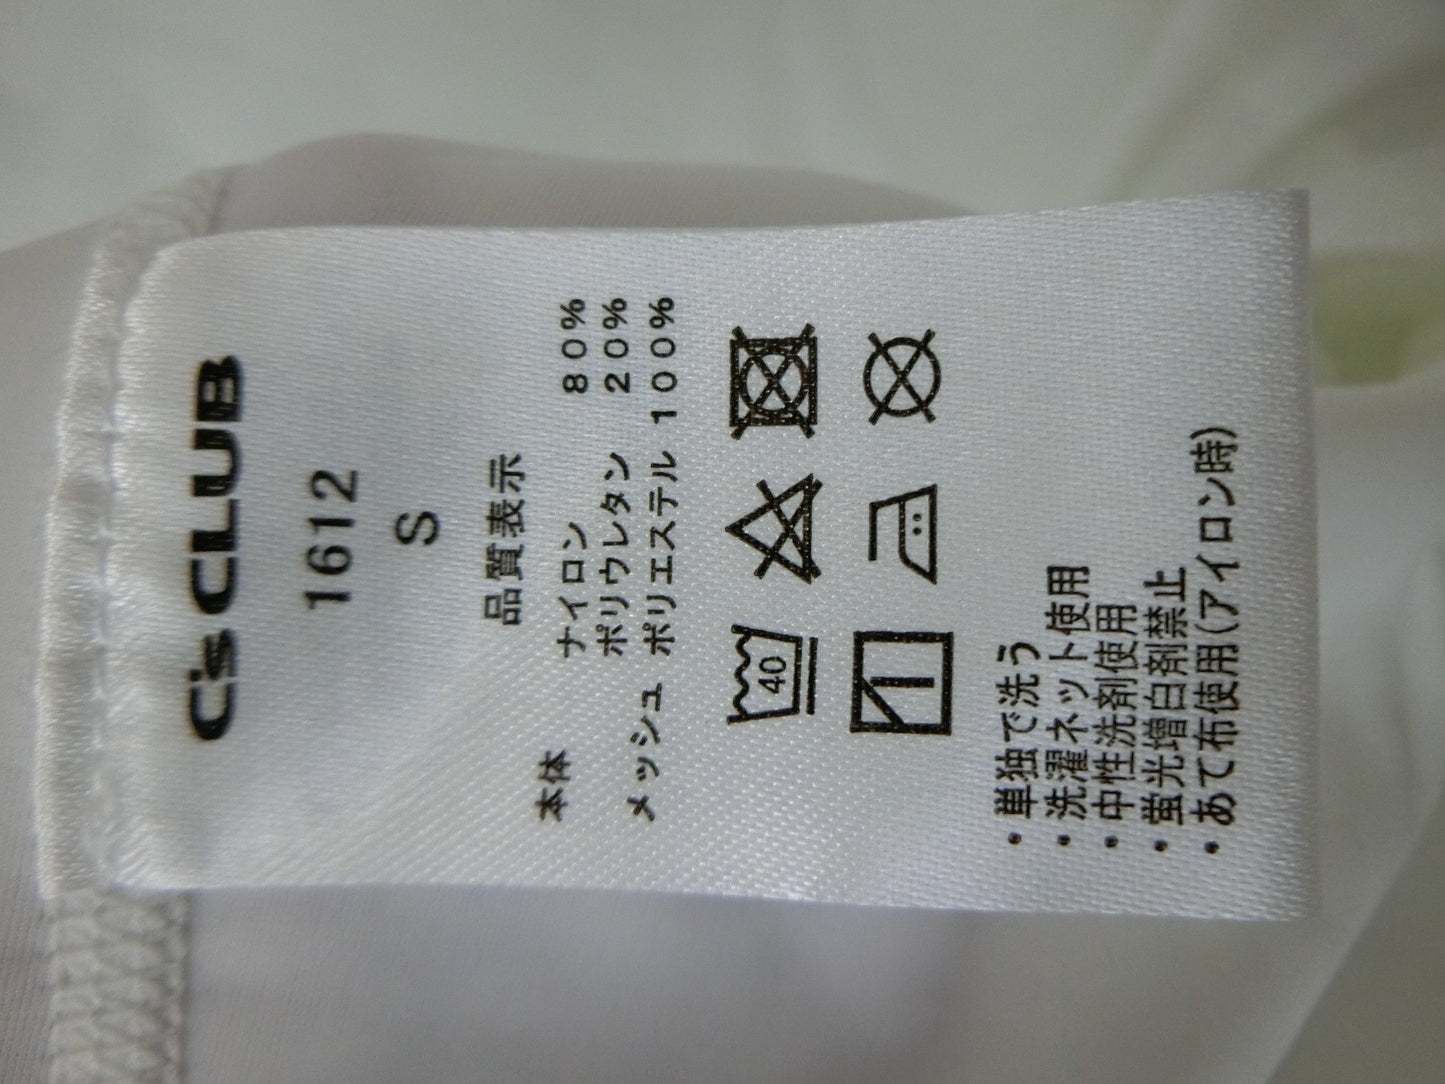 C's CLUB
1612
S
品質表示
本体 ナイロン 80%
ポリウレタン 20%
メッシュ ポリエステル 100%
40
・単独で洗う
・洗濯ネット使用
・中性洗剤使用
・蛍光増白剤禁止
・あて布使用(アイロン時)